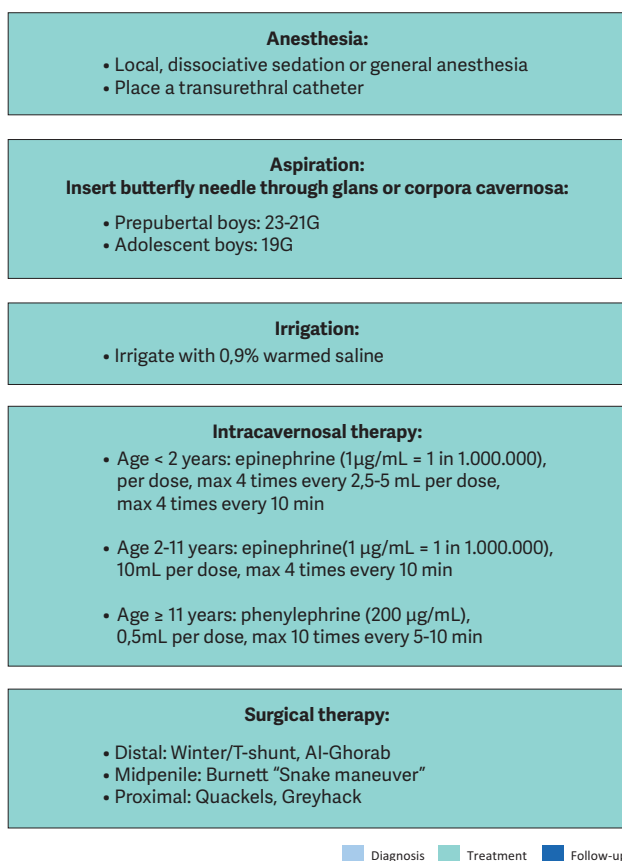 Anesthesia:
• Local, dissociative sedation or general anesthesia
• Place a transurethral catheter
Aspiration:
Insert butterfly needle through glans or corpora cavernosa:
• Prepubertal boys: 23-21G
• Adolescent boys: 19G
Irrigation:
• Irrigate with 0,9% warmed saline
Intracavernosal therapy:
• Age < 2 years: epinephrine (1µg/mL = 1 in 1.000.000),
per dose, max 4 times every 2,5-5 mL per dose,
max 4 times every 10 min
• Age 2-11 years: epinephrine(1 µg/mL = 1 in 1.000.000),
10mL per dose, max 4 times every 10 min
• Age ≥ 11 years: phenylephrine (200 µg/mL),
0,5mL per dose, max 10 times every 5-10 min
Surgical therapy:
• Distal: Winter/T-shunt, Al-Ghorab
• Midpenile: Burnett “Snake maneuver”
• Proximal: Quackels, Greyhack
Diagnosis Treatment Follow-up